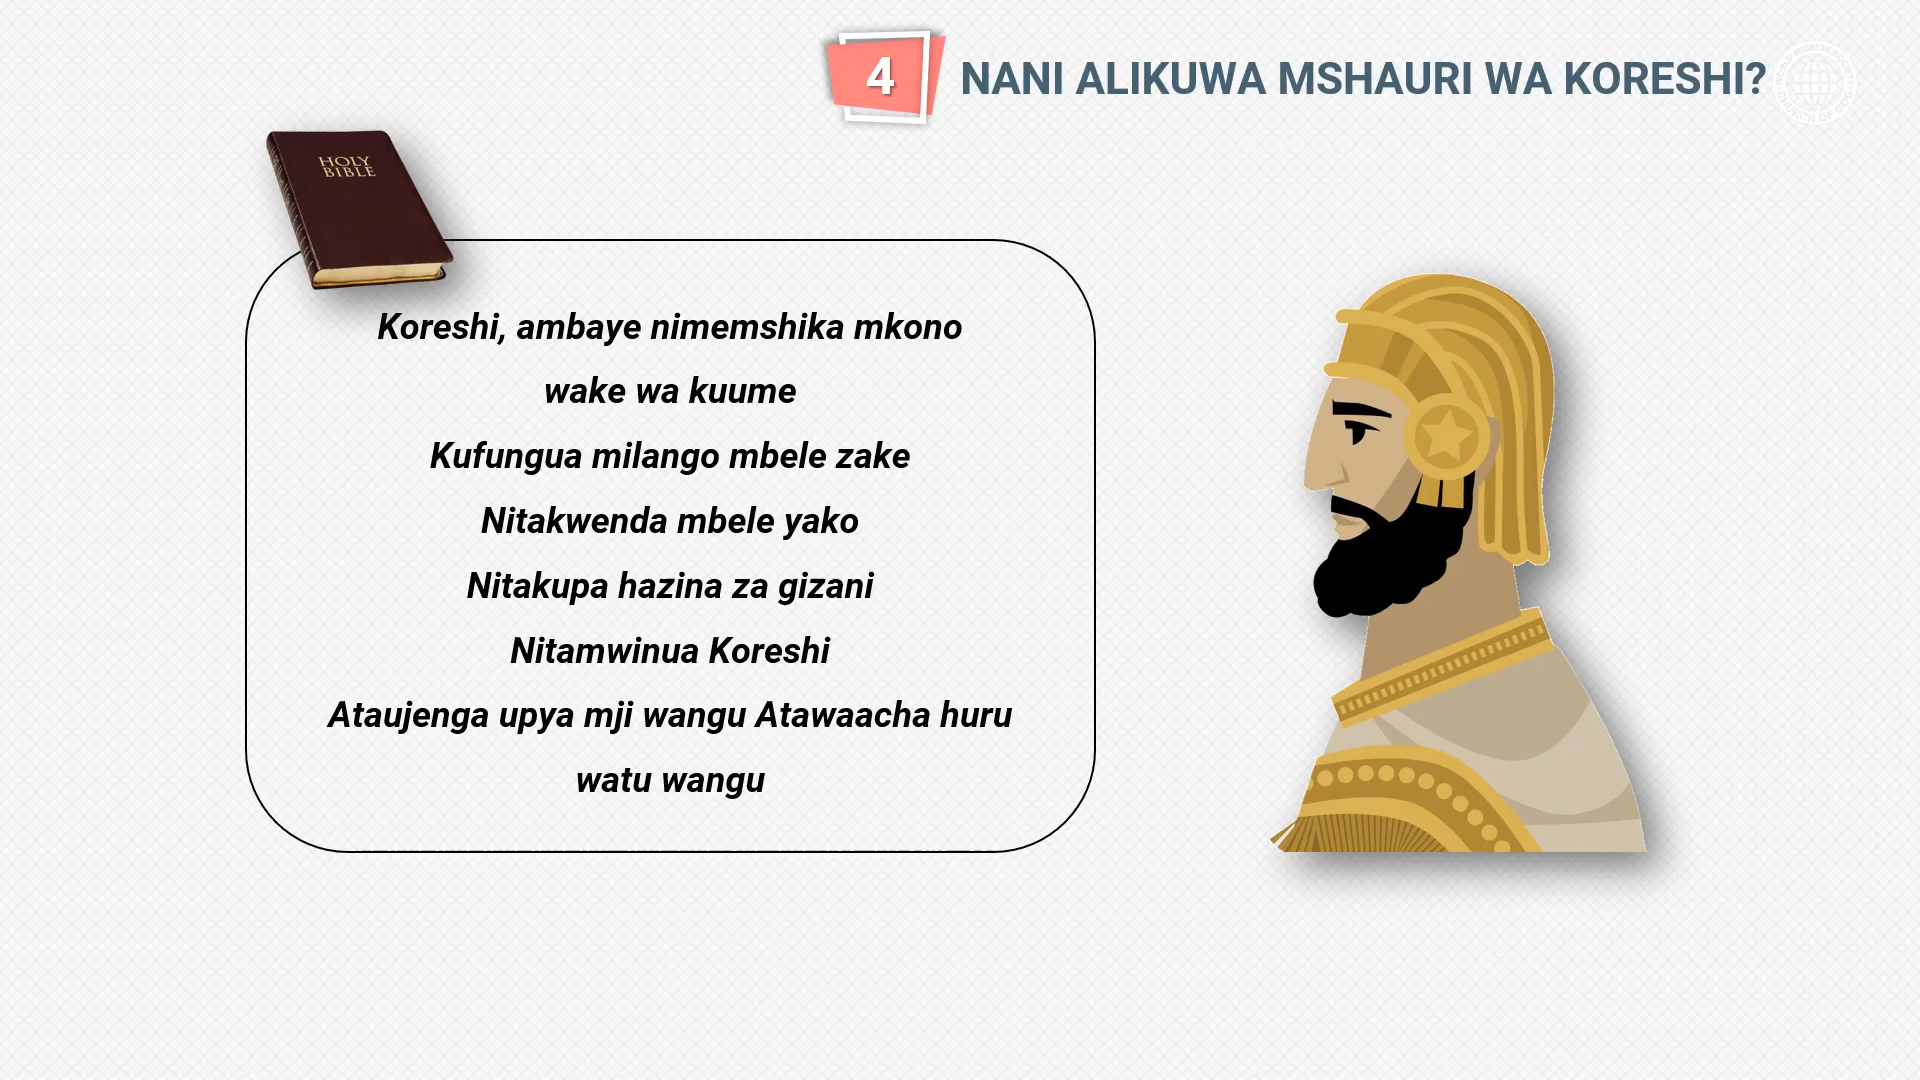 4 NANI ALIKUWA MSHAURI WA KORESHI?
HOLY
BIBLE
Koreshi, ambaye nimemshika mkono
wake wa kuume
Kufungua milango mbele zake
Nitakwenda mbele yako
Nitakupa hazina za gizani
Nitamwinua Koreshi
Ataujenga upya mji wangu Atawaacha huru
watu wangu